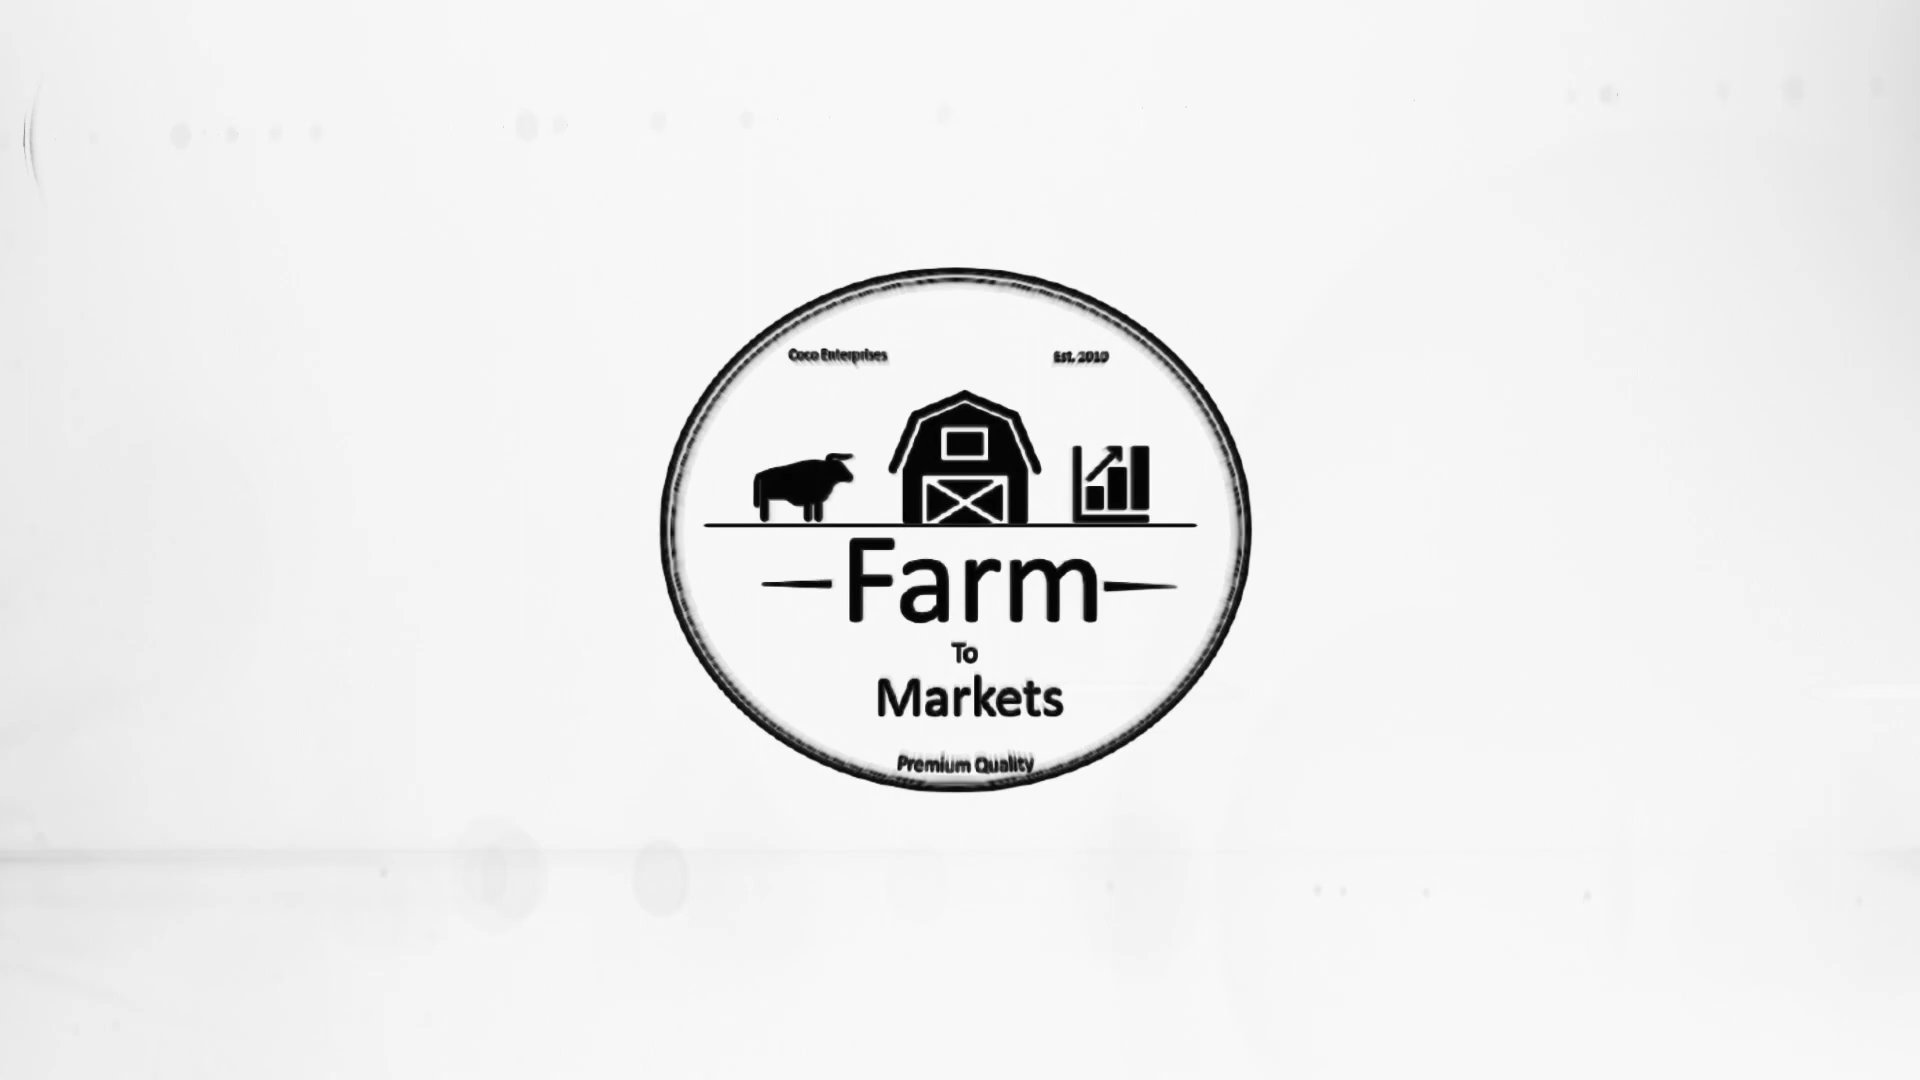 Coco Enterprises
Est. 2010
Farm
To
Markets
Premium Quality